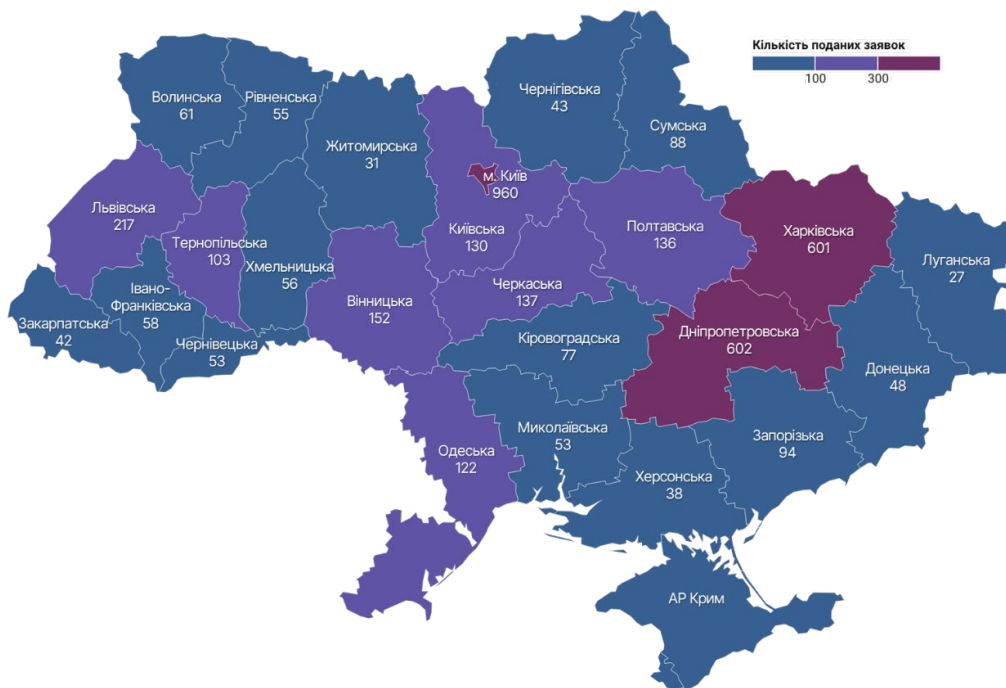 Кількість поданих заявок
100 300
Волинська
61
Рівненська
55
Житомирська
31
Чернігівська
43
Сумська
88
м. Київ
960
Львівська
217
Тернопільська
103
Хмельницька
56
Київська
130
Полтавська
136
Харківська
601
Луганська
27
Івано-
Франківська
58
Закарпатська
42
Чернівецька
53
Вінницька
152
Черкаська
137
Кіровоградська
77
Дніпропетровська
602
Донецька
48
Одеська
122
Миколаївська
53
Херсонська
38
Запорізька
94
АР Крим